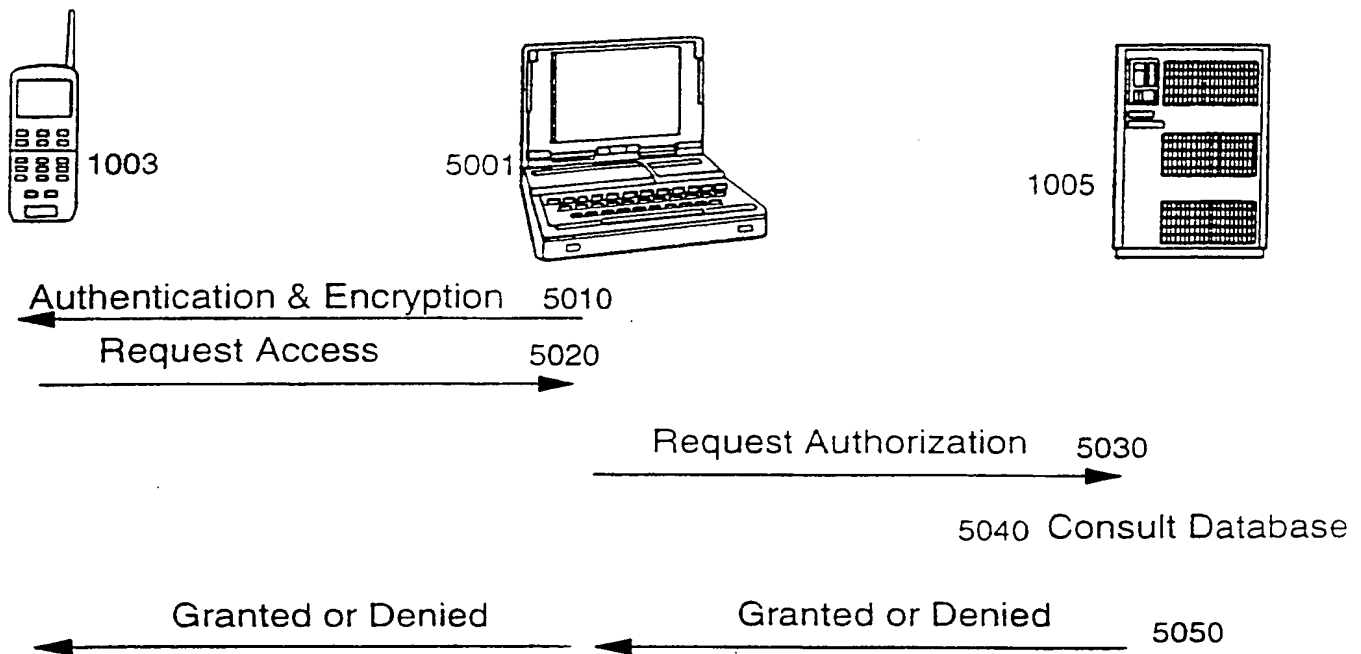 1003
5001
1005
Authentication & Encryption 5010
Request Access 5020
Request Authorization 5030
5040 Consult Database
Granted or Denied Granted or Denied 5050